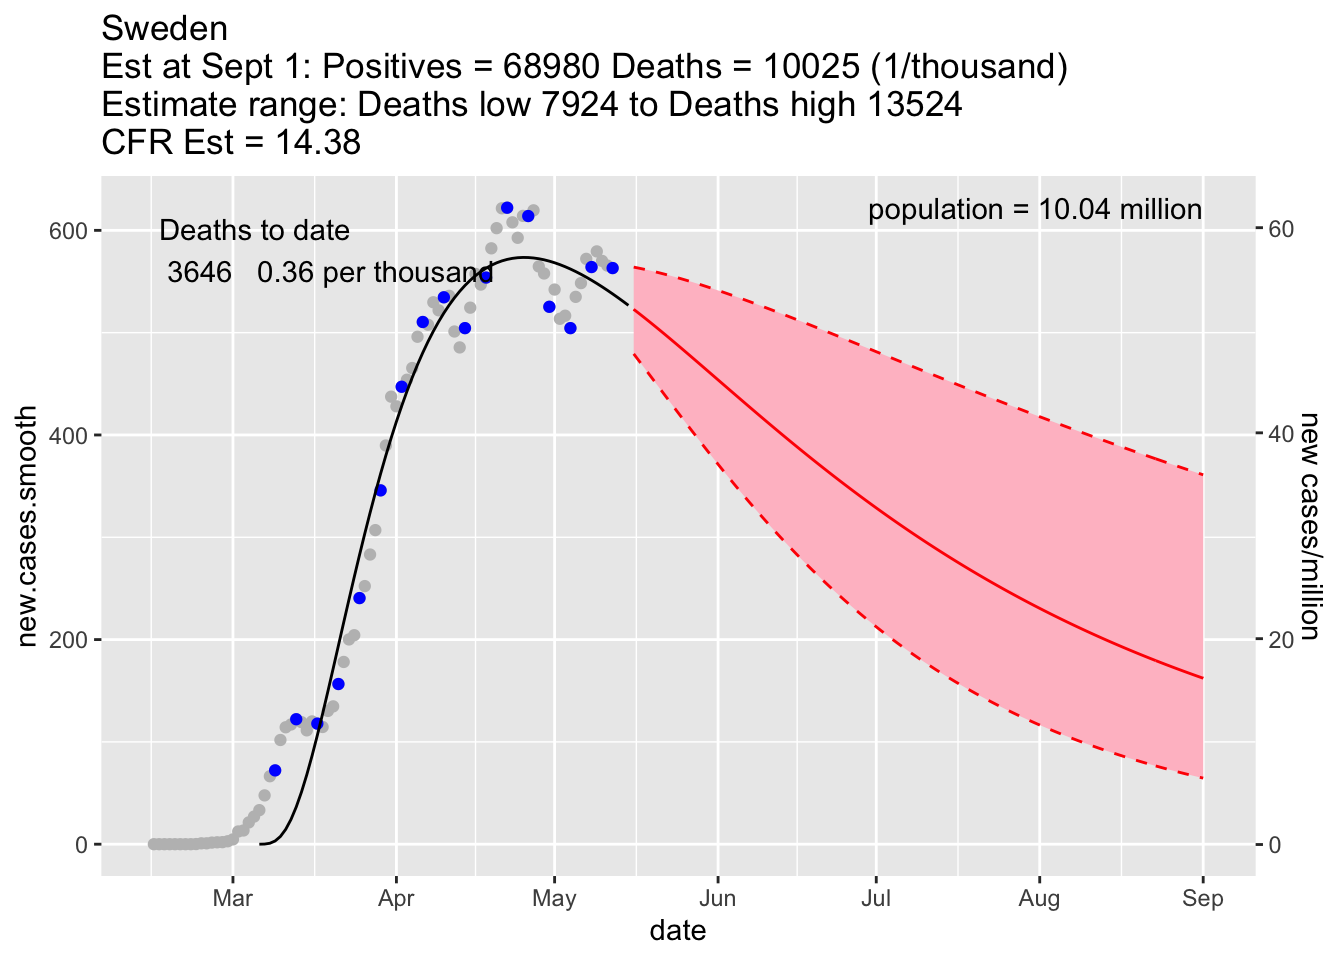 Sweden
Est at Sept 1: Positives = 68980 Deaths = 10025 (1/thousand)
Estimate range: Deaths low 7924 to Deaths high 13524
CFR Est = 14.38
population = 10.04 million
Deaths to date
3646 0.36 per thousand
600
400
200
0
new.cases.smooth
60
40
20
0
new cases/million
Mar Apr May Jun Jul Aug Sep
date